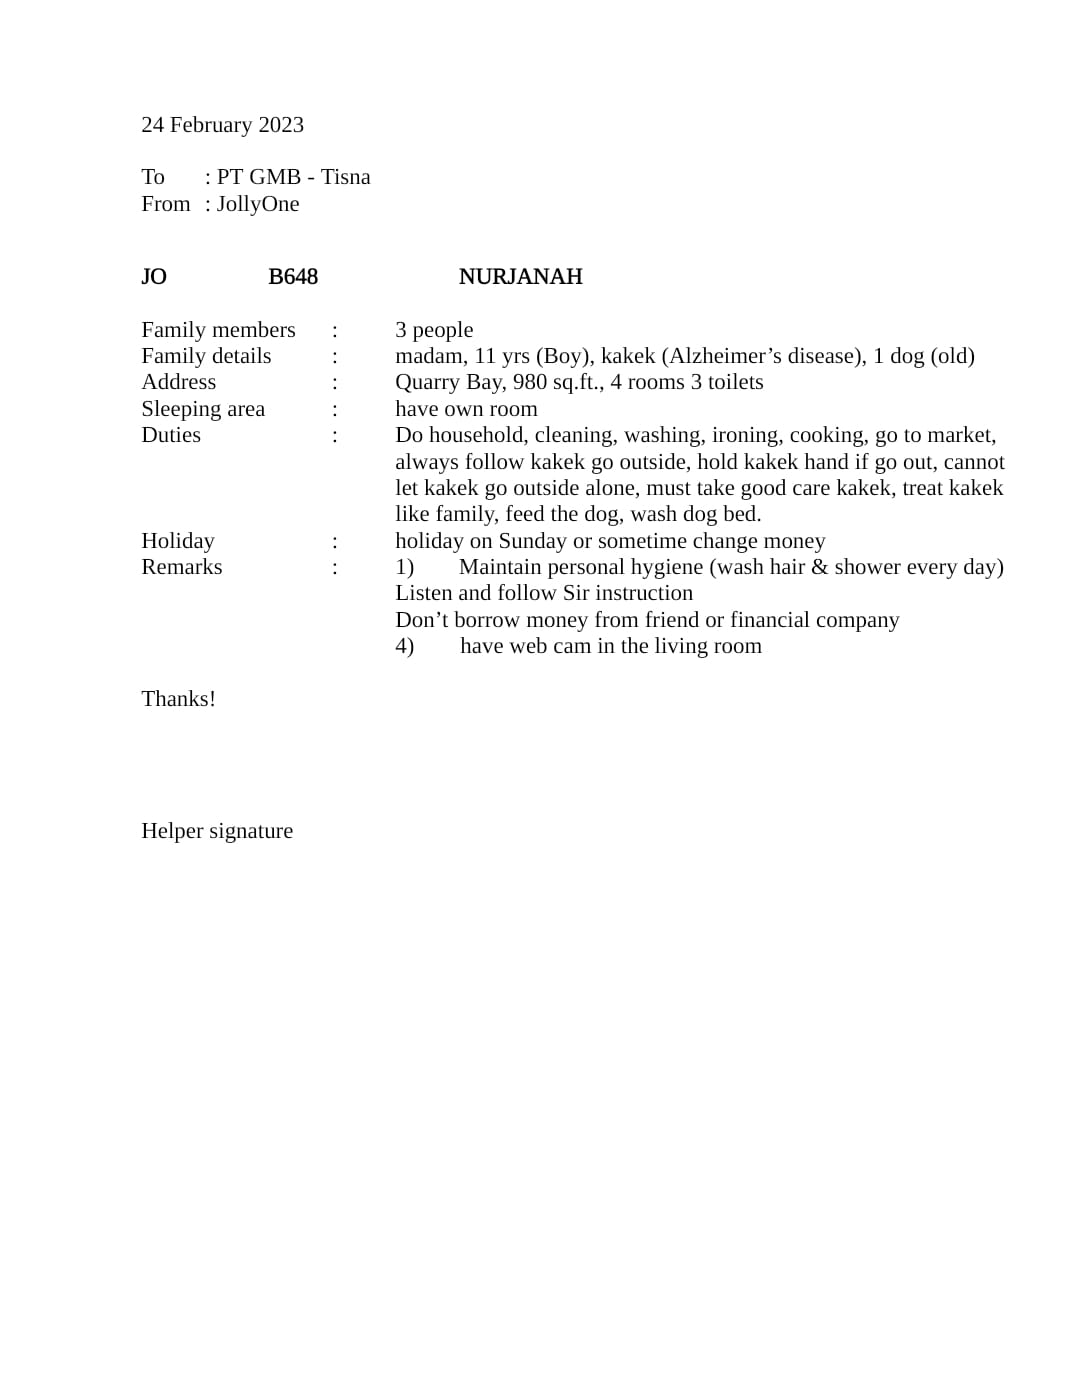 24 February 2023
To : PT GMB - Tisna
From : JollyOne
JO B648 NURJANAH
Family members : 3 people
Family details : madam, 11 yrs (Boy), kakek (Alzheimer’s disease), 1 dog (old)
Address : Quarry Bay, 980 sq.ft., 4 rooms 3 toilets
Sleeping area : have own room
Duties : Do household, cleaning, washing, ironing, cooking, go to market,
always follow kakek go outside, hold kakek hand if go out, cannot
let kakek go outside alone, must take good care kakek, treat kakek
like family, feed the dog, wash dog bed.
Holiday : holiday on Sunday or sometime change money
Remarks : 1) Maintain personal hygiene (wash hair & shower every day)
Listen and follow Sir instruction
Don’t borrow money from friend or financial company
4) have web cam in the living room
Thanks!
Helper signature